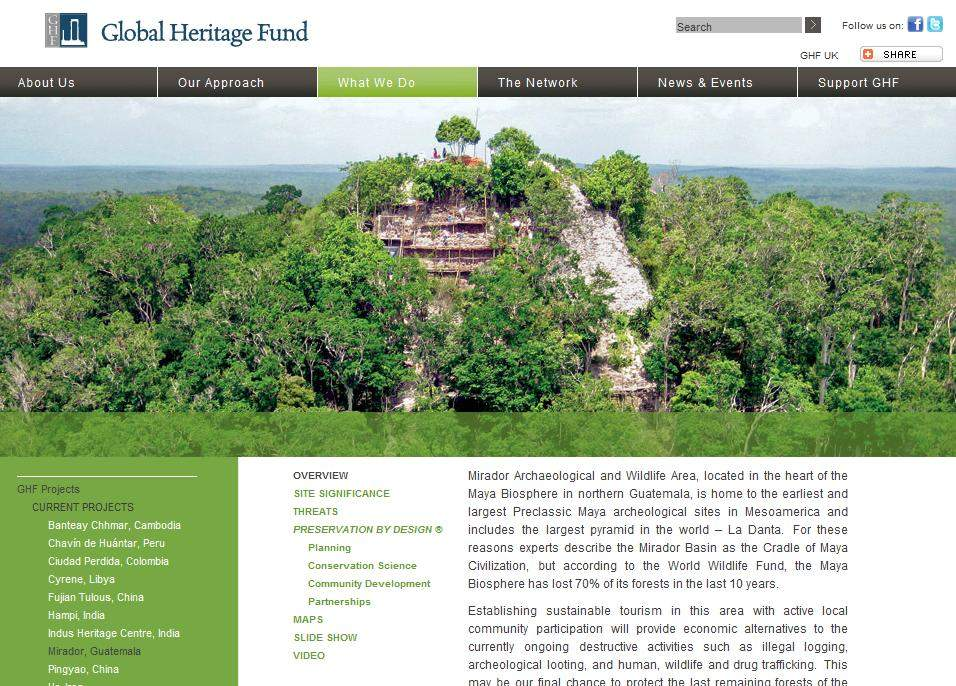 GHF
Global Heritage Fund
Search
Follow us on:
GHF UK
SHARE
About Us
Our Approach
What We Do
The Network
News & Events
Support GHF
GHF Projects
CURRENT PROJECTS
Banteay Chhmar, Cambodia
Chavín de Huántar, Peru
Ciudad Perdida, Colombia
Cyrene, Libya
Fujian Tulous, China
Hampi, India
Indus Heritage Centre, India
Mirador, Guatemala
Pingyao, China
OVERVIEW
SITE SIGNIFICANCE
THREATS
PRESERVATION BY DESIGN ®
Planning
Conservation Science
Community Development
Partnerships
MAPS
SLIDE SHOW
VIDEO
Mirador Archaeological and Wildlife Area, located in the heart of the
Maya Biosphere in northern Guatemala, is home to the earliest and
largest Preclassic Maya archeological sites in Mesoamerica and
includes the largest pyramid in the world – La Danta. For these
reasons experts describe the Mirador Basin as the Cradle of Maya
Civilization, but according to the World Wildlife Fund, the Maya
Biosphere has lost 70% of its forests in the last 10 years.
Establishing sustainable tourism in this area with active local
community participation will provide economic alternatives to the
currently ongoing destructive activities such as illegal logging,
archeological looting, and human, wildlife and drug trafficking. This
may be our final chance to protect the last remaining forests of the